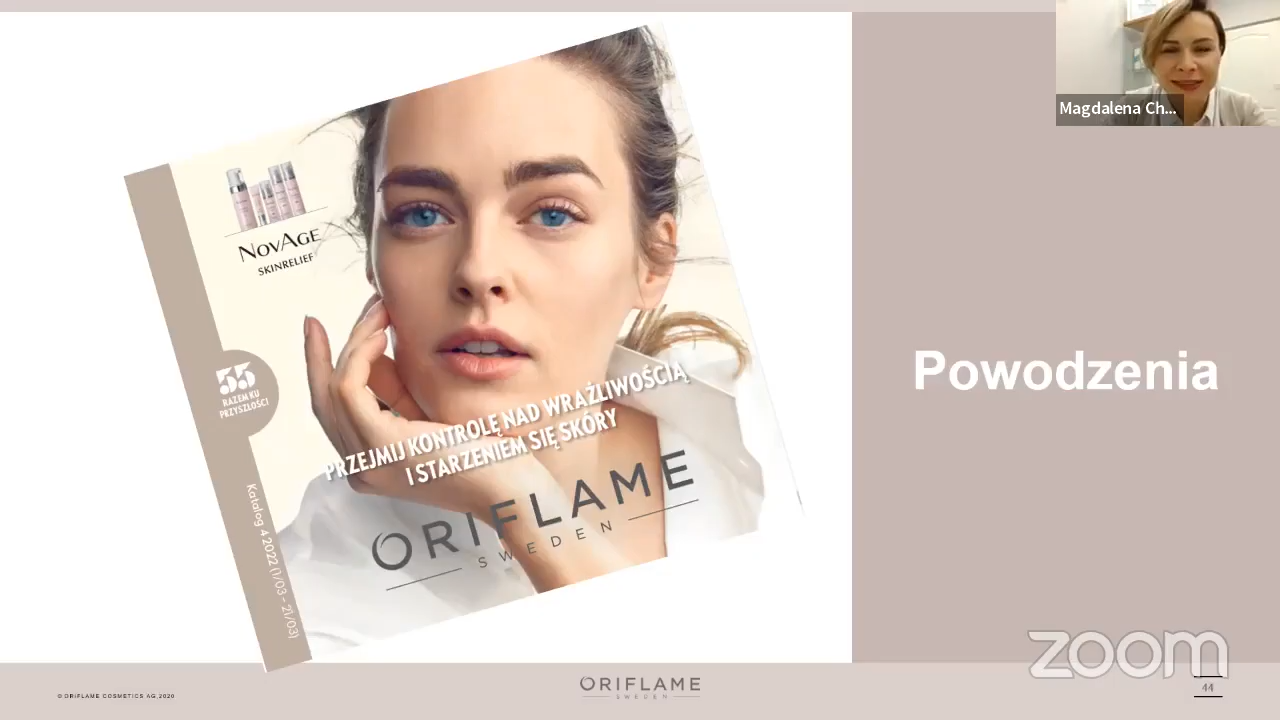 Magdalena Ch...
NOVAGE
SKINRELIEF
55
RAZEM KU
PRZYSZŁOŚCI
PRZEJMIJ KONTROLĘ NAD WRAŻLIWOŚCIĄ
I STARZENIEM SIĘ SKÓRY
ORIFLAME
SWEDEN
Katalog 4 2022 (1/03 - 21/03)
Powodzenia
zoom
© ORIFLAME COSMETICS AG, 2020
ORIFLAME
SWEDEN
44